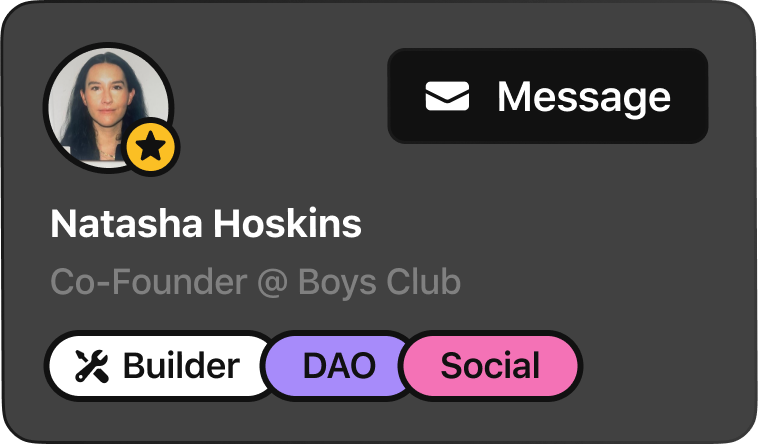 Message
Natasha Hoskins
Co-Founder @ Boys Club
Builder DAO Social